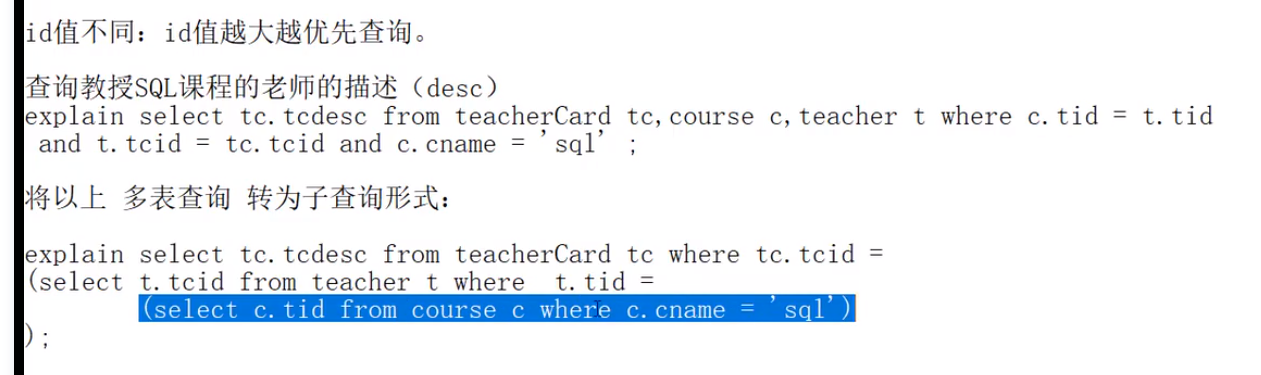 id值不同：id值越大越优先查询。
查询教授SQL课程的老师的描述（desc）
explain select tc.tcdesc from teacherCard tc,course c,teacher t where c.tid = t.tid
and t.tcid = tc.tcid and c.cname = 'sql' ;
将以上 多表查询 转为子查询形式：
explain select tc.tcdesc from teacherCard tc where tc.tcid =
(select t.tcid from teacher t where  t.tid =
(select c.tid from course c where c.cname = 'sql')
);